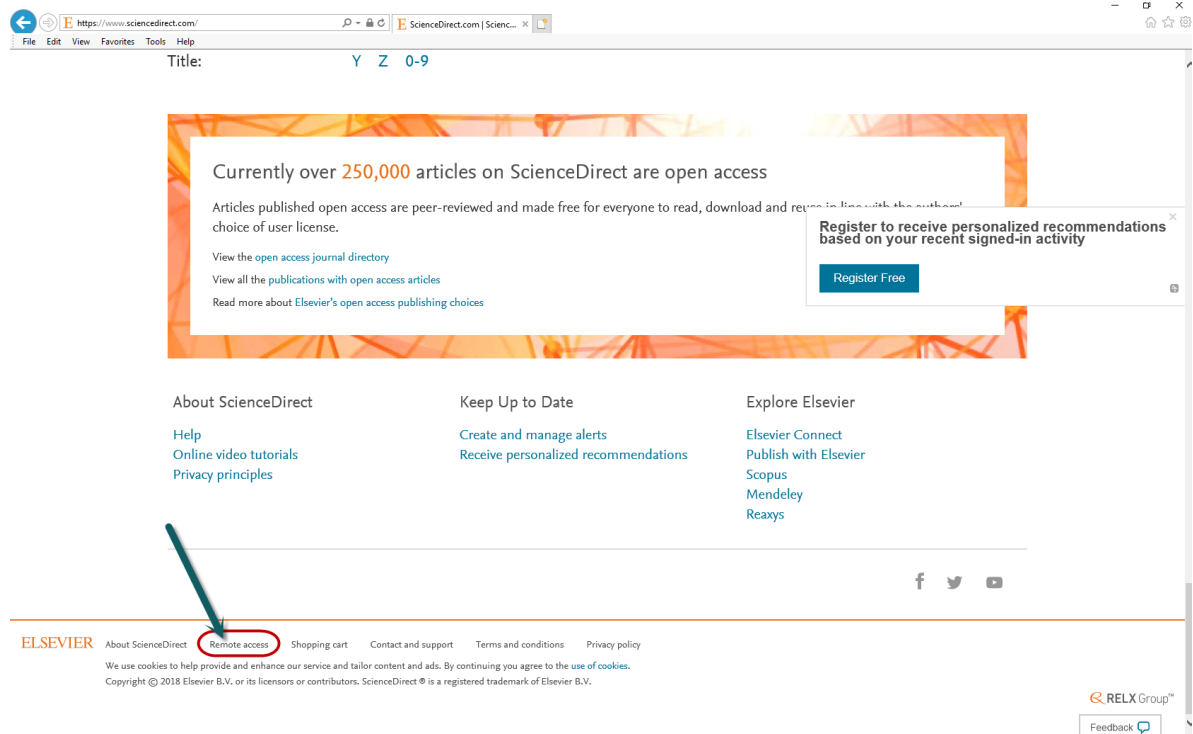 https://www.sciencedirect.com/
ScienceDirect.com | Scienc...
File Edit View Favorites Tools Help
Title: Y Z 0-9
Currently over 250,000 articles on ScienceDirect are open access
Articles published open access are peer-reviewed and made free for everyone to read, download and reuse in line with the authors'
choice of user license.
View the open access journal directory
View all the publications with open access articles
Read more about Elsevier's open access publishing choices
Register to receive personalized recommendations
based on your recent signed-in activity
Register Free
About ScienceDirect
Help
Online video tutorials
Privacy principles
Keep Up to Date
Create and manage alerts
Receive personalized recommendations
Explore Elsevier
Elsevier Connect
Publish with Elsevier
Scopus
Mendeley
Reaxys
ELSEVIER About ScienceDirect Remote access Shopping cart Contact and support Terms and conditions Privacy policy
We use cookies to help provide and enhance our service and tailor content and ads. By continuing you agree to the use of cookies.
Copyright © 2018 Elsevier B.V. or its licensors or contributors. ScienceDirect ® is a registered trademark of Elsevier B.V.
RELX Group™
Feedback